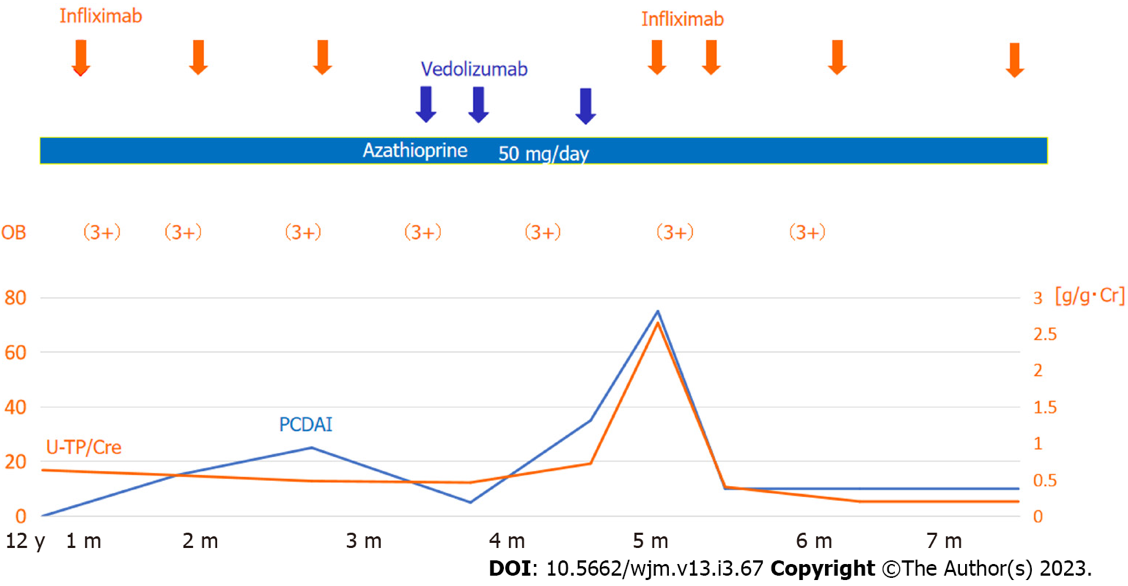 Infliximab
Infliximab
Vedolizumab
Azathioprine 50 mg/day
OB (3+) (3+) (3+) (3+) (3+) (3+) (3+)
80 3 [g/g·Cr]
2.5
60
2
40 1.5
PCDAI
U-TP/Cre 1
20
0.5
0 0
12 y 1 m 2 m 3 m 4 m 5 m 6 m 7 m
DOI: 10.5662/wjm.v13.i3.67 Copyright ©The Author(s) 2023.